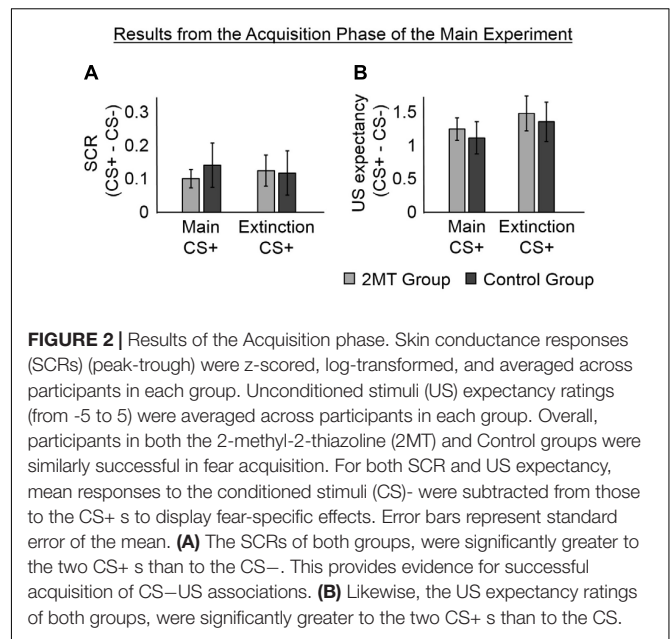 Results from the Acquisition Phase of the Main Experiment
A
B
SCR
(CS+ - CS-)
0.3
0.2
0.1
0
Main
CS+
Extinction
CS+
US expectancy
(CS+ - CS-)
1.5
1
0.5
0
Main
CS+
Extinction
CS+
2MT Group
Control Group
FIGURE 2 | Results of the Acquisition phase. Skin conductance responses
(SCRs) (peak-trough) were z-scored, log-transformed, and averaged across
participants in each group. Unconditioned stimuli (US) expectancy ratings
(from -5 to 5) were averaged across participants in each group. Overall,
participants in both the 2-methyl-2-thiazoline (2MT) and Control groups were
similarly successful in fear acquisition. For both SCR and US expectancy,
mean responses to the conditioned stimuli (CS)- were subtracted from those
to the CS+ s to display fear-specific effects. Error bars represent standard
error of the mean. (A) The SCRs of both groups, were significantly greater to
the two CS+ s than to the CS−. This provides evidence for successful
acquisition of CS−US associations. (B) Likewise, the US expectancy ratings
of both groups, were significantly greater to the two CS+ s than to the CS.